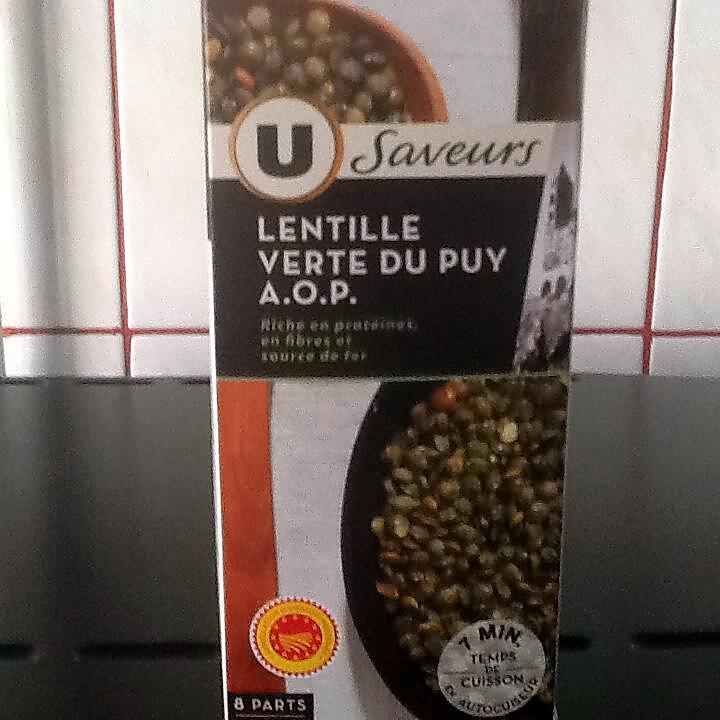 U Saveurs
LENTILLE
VERTE DU PUY
A.O.P.
Riche en protéines,
en fibres et
source de fer
7 MIN.
TEMPS
DE
CUISSON
EN AUTOCUISEUR
8 PARTS